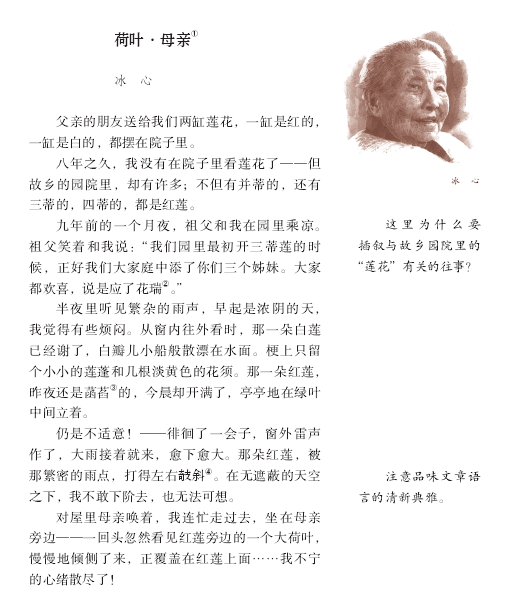 荷叶·母亲①
冰 心
父亲的朋友送给我们两缸莲花，一缸是红的，
一缸是白的，都摆在院子里。
八年之久，我没有在院子里看莲花了——但
故乡的园院里，却有许多；不但有并蒂的，还有
三蒂的，四蒂的，都是红莲。
九年前的一个月夜，祖父和我在园里乘凉。
祖父笑着和我说：“我们园里最初开三蒂莲的时
候，正好我们大家庭中添了你们三个姊妹。大家
都欢喜，说是应了花瑞②。”
半夜里听见繁杂的雨声，早起是浓阴的天，
我觉得有些烦闷。从窗内往外看时，那一朵白莲
已经谢了，白瓣儿小船般散漂在水面。梗上只留
个小小的莲蓬和几根淡黄色的花须。那一朵红莲，
昨夜还是菡萏③的，今晨却开满了，亭亭地在绿叶
中间立着。
仍是不适意！——徘徊了一会子，窗外雷声
作了，大雨接着就来，愈下愈大。那朵红莲，被
那繁密的雨点，打得左右攲斜④。在无遮蔽的天空
之下，我不敢下阶去，也无法可想。
对屋里母亲唤着，我连忙走过去，坐在母亲
旁边——一回头忽然看见红莲旁边的一个大荷叶，
慢慢地倾侧了来，正覆盖在红莲上面……我不宁
的心绪散尽了！
冰 心
这里为什么要
插叙与故乡园院里的
“莲花”有关的往事？
注意品味文章语
言的清新典雅。